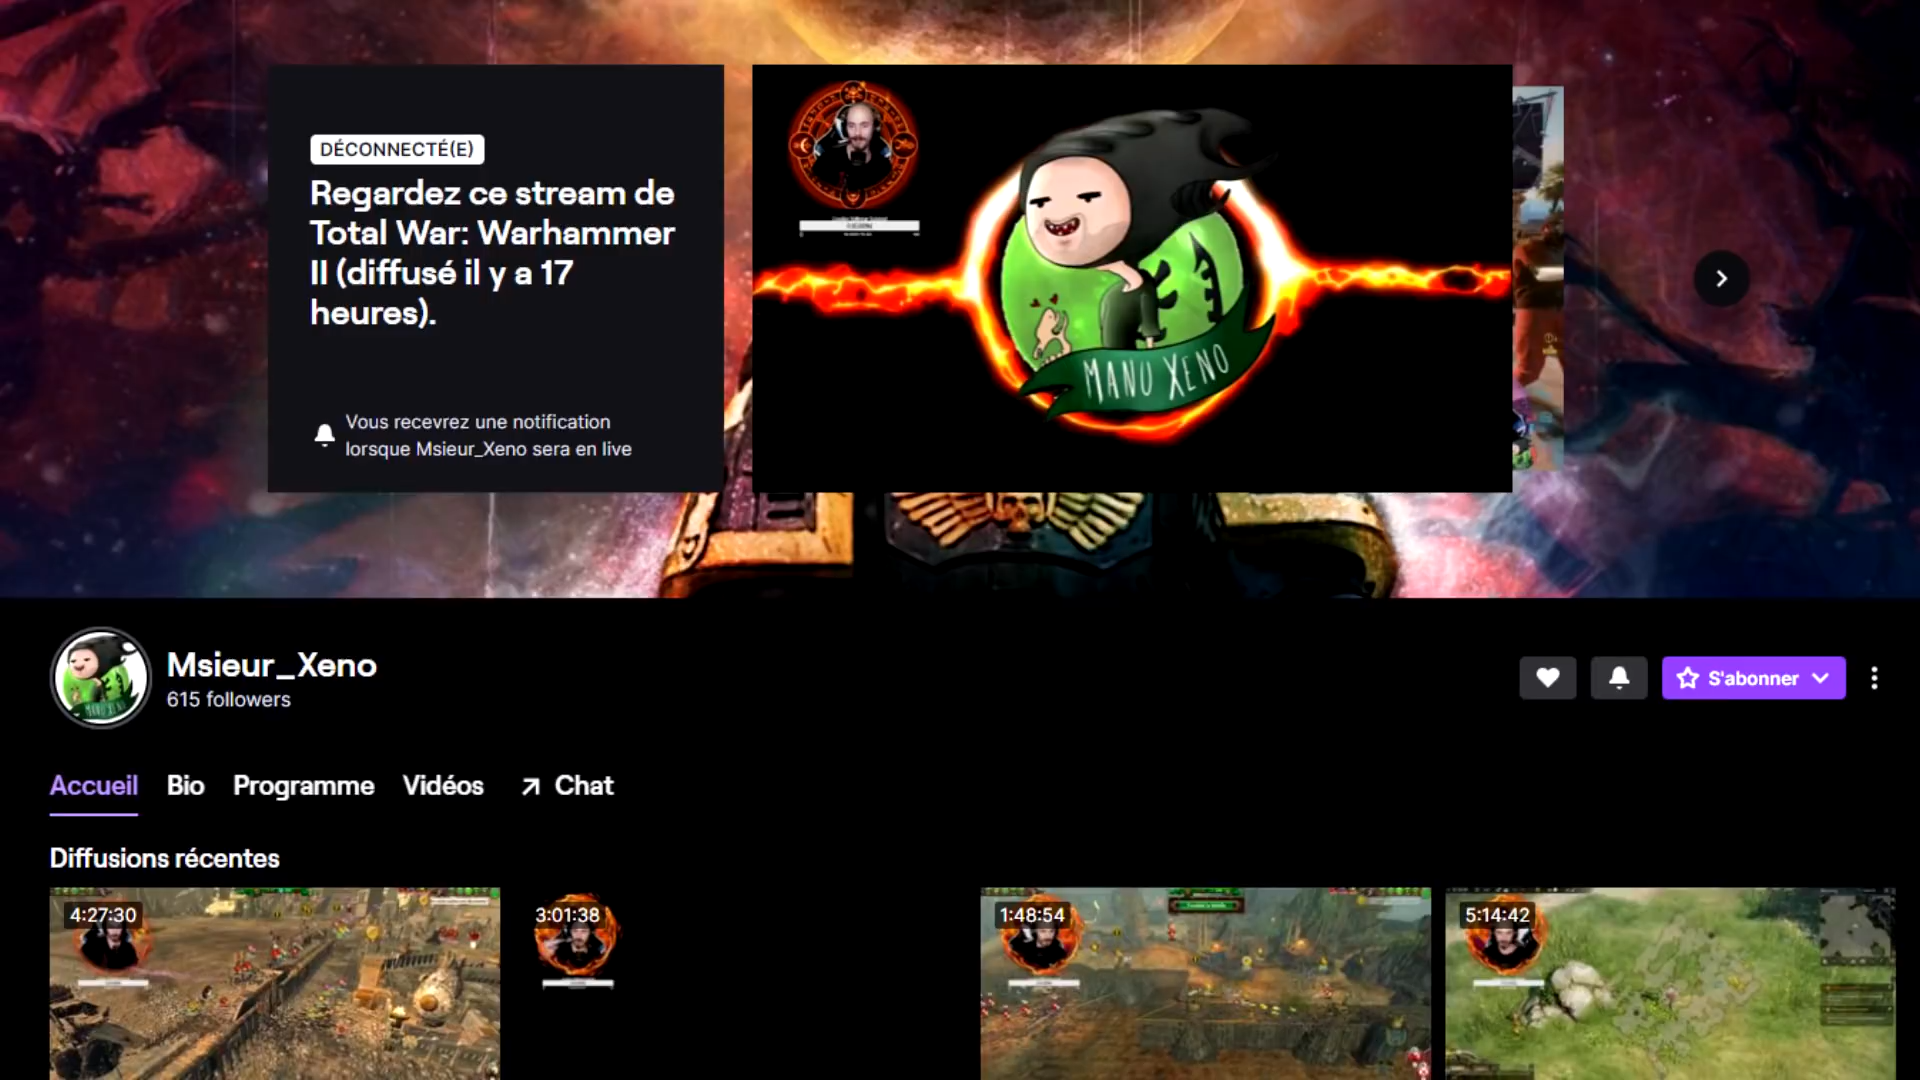 DÉCONNECTÉ(E)
Regardez ce stream de
Total War: Warhammer
II (diffusé il y a 17
heures).
Vous recevrez une notification
lorsque Msieur_Xeno sera en live
MANU XENO
Msieur_Xeno
615 followers
S'abonner
Accueil
Bio
Programme
Vidéos
Chat
Diffusions récentes
4:27:30
3:01:38
1:48:54
5:14:42